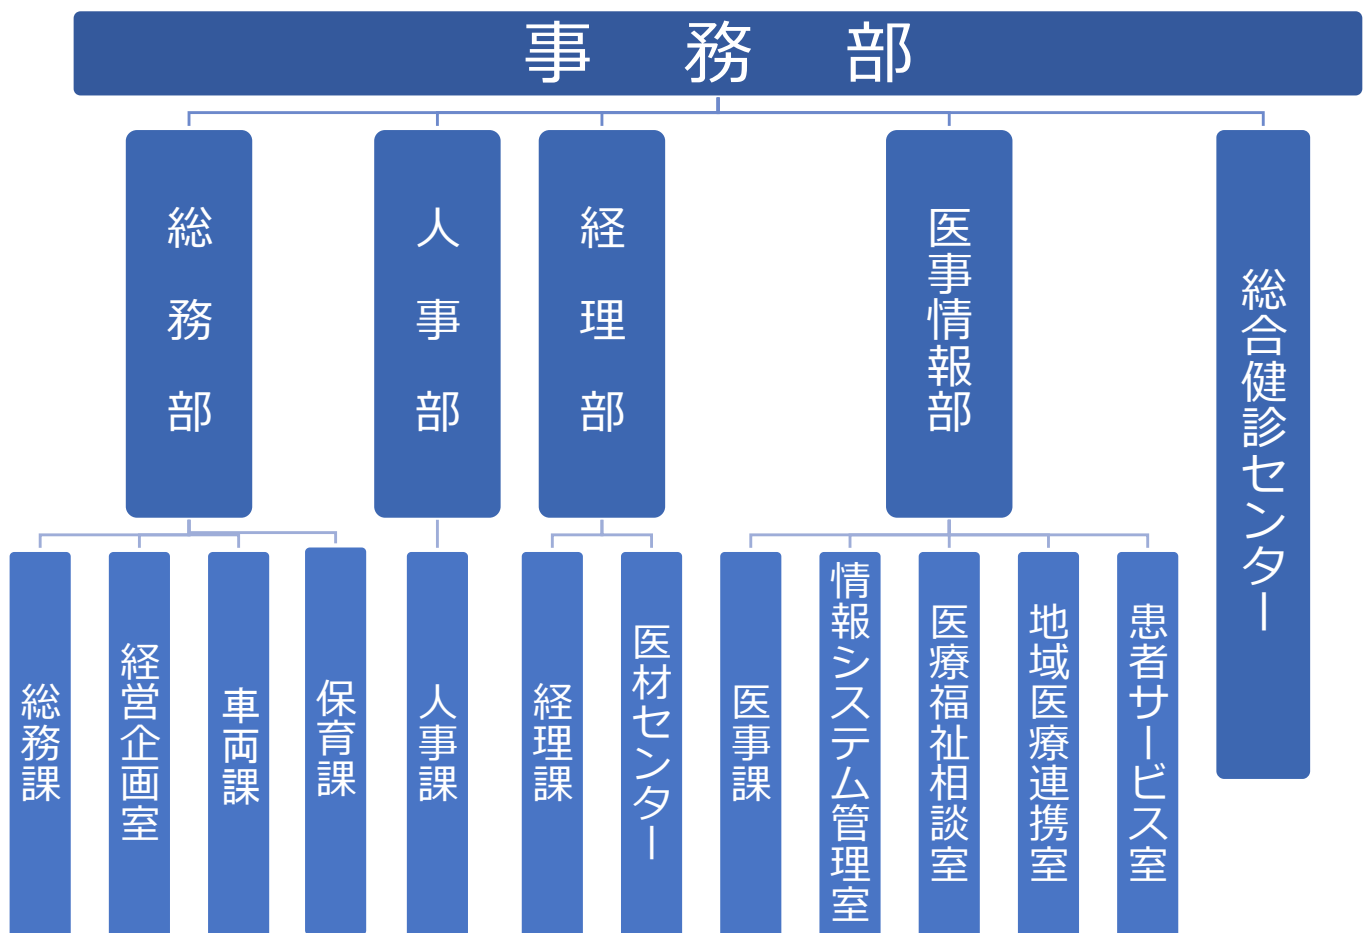 事務部
総務部
人事部
経理部
医事情報部
総合健診センター
総務課
経営企画室
車両課
保育課
人事課
経理課
医材センター
医事課
情報システム管理室
医療福祉相談室
地域医療連携室
患者サービス室